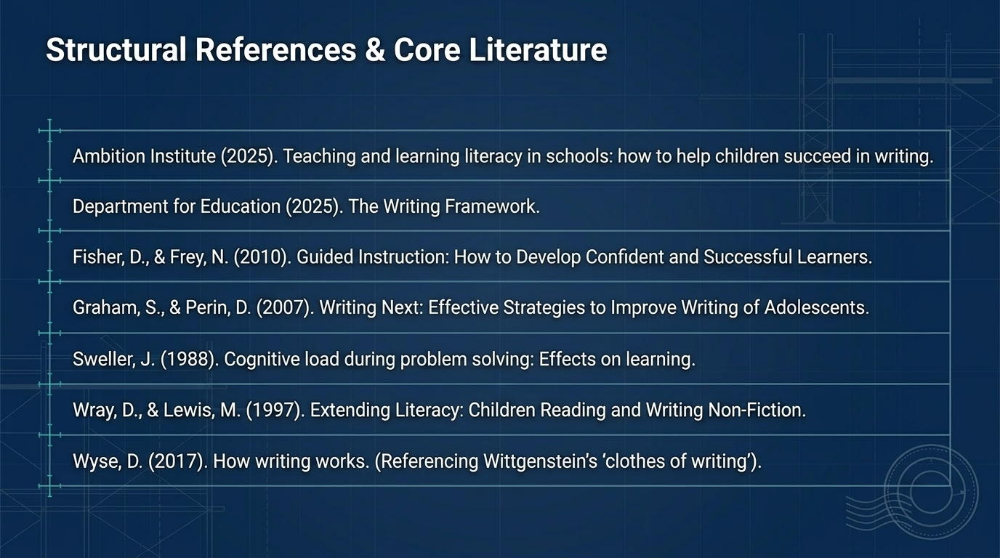 Structural References & Core Literature
Ambition Institute (2025). Teaching and learning literacy in schools: how to help children succeed in writing.
Department for Education (2025). The Writing Framework.
Fisher, D., & Frey, N. (2010). Guided Instruction: How to Develop Confident and Successful Learners.
Graham, S., & Perin, D. (2007). Writing Next: Effective Strategies to Improve Writing of Adolescents.
Sweller, J. (1988). Cognitive load during problem solving: Effects on learning.
Wray, D., & Lewis, M. (1997). Extending Literacy: Children Reading and Writing Non-Fiction.
Wyse, D. (2017). How writing works. (Referencing Wittgenstein's 'clothes of writing').